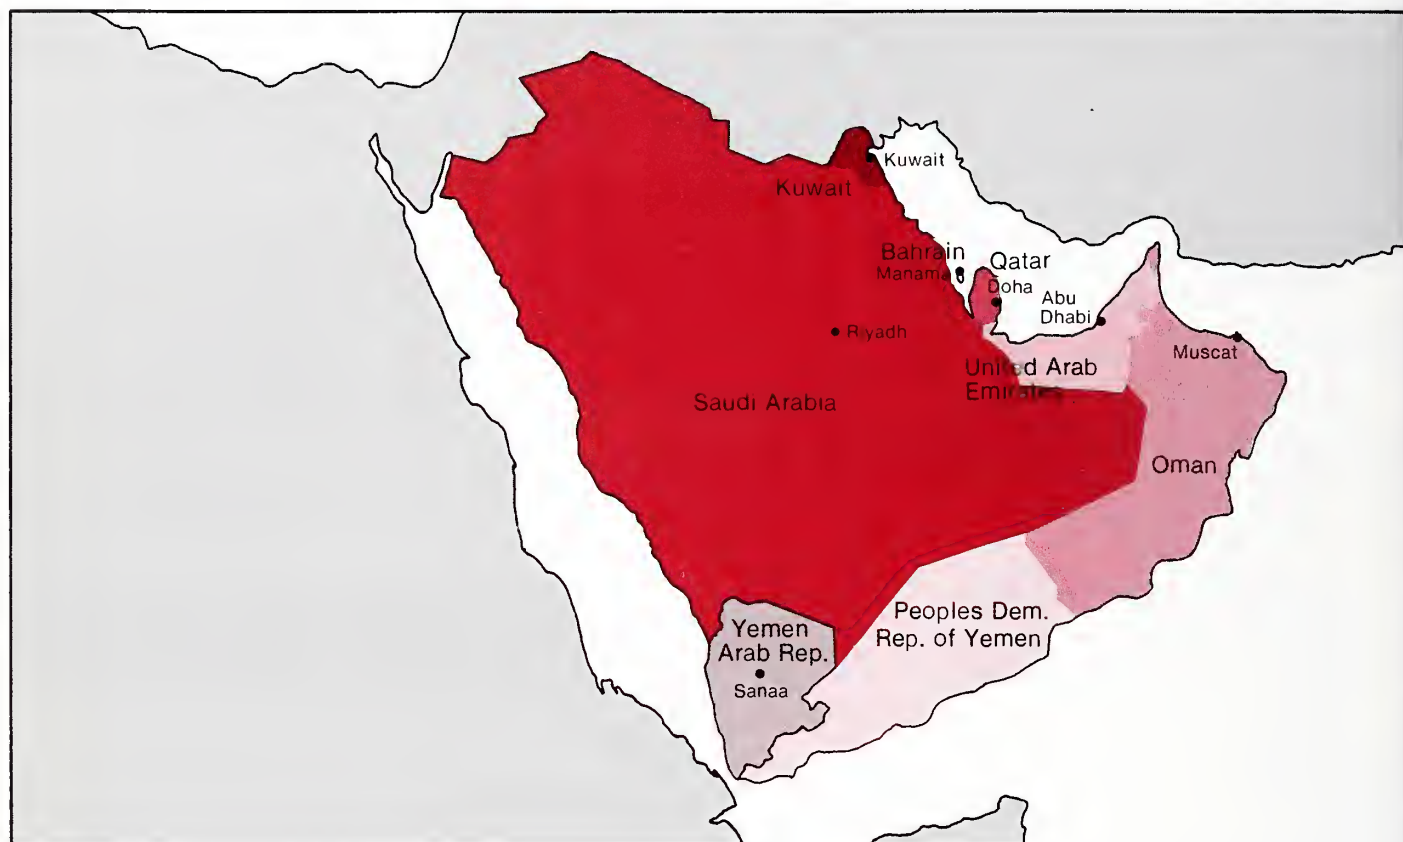 Kuwait
Kuwait
Bahrain
Manama
Qatar
Doha
Abu
Dhabi
Riyadh
Muscat
United Arab
Emirates
Saudi Arabia
Oman
Peoples Dem.
Rep. of Yemen
Yemen
Arab Rep.
Sanaa